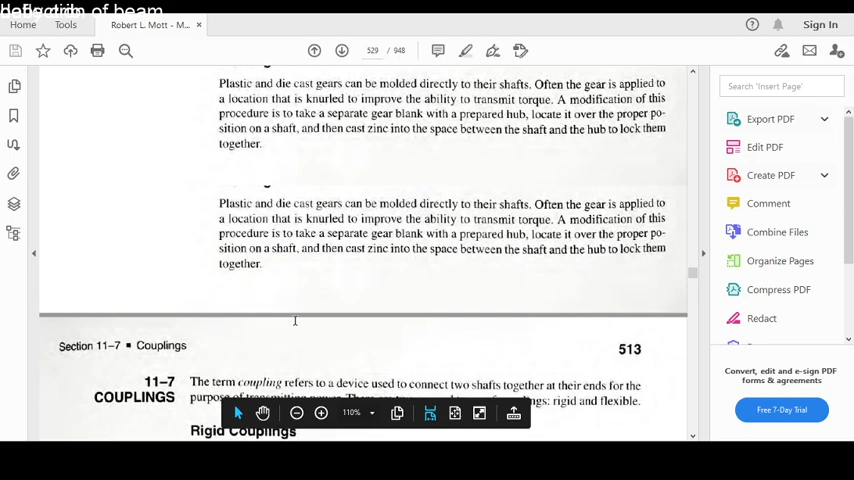 deflection of beam
Home Tools Robert L. Mott - M... × Sign In
529 / 948
Plastic and die cast gears can be molded directly to their shafts. Often the gear is applied to
a location that is knurled to improve the ability to transmit torque. A modification of this
procedure is to take a separate gear blank with a prepared hub, locate it over the proper po-
sition on a shaft, and then cast zinc into the space between the shaft and the hub to lock them
together.
Plastic and die cast gears can be molded directly to their shafts. Often the gear is applied to
a location that is knurled to improve the ability to transmit torque. A modification of this
procedure is to take a separate gear blank with a prepared hub, locate it over the proper po-
sition on a shaft, and then cast zinc into the space between the shaft and the hub to lock them
together.
Section 11–7 ■ Couplings 513
11–7
COUPLINGS
The term coupling refers to a device used to connect two shafts together at their ends for the
purpose of transmitting power. rigid and flexible.
Rigid Couplings
110%
Search 'Insert Page'
Export PDF
Edit PDF
Create PDF
Comment
Combine Files
Organize Pages
Compress PDF
Redact
Convert, edit and e-sign PDF
forms & agreements
Free 7-Day Trial